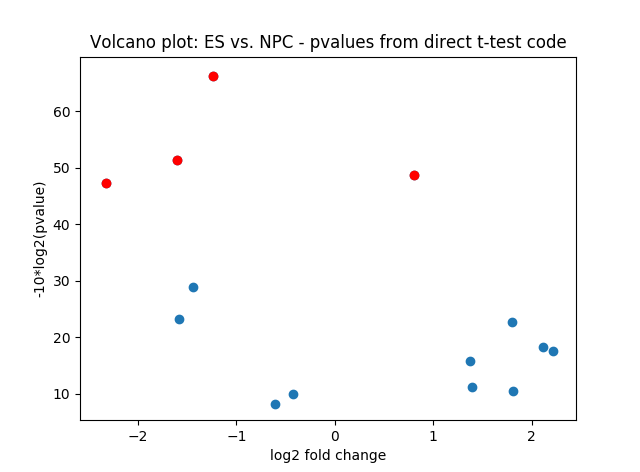 Volcano plot: ES vs. NPC - pvalues from direct t-test code
60
50
40
30
20
10
-10*log2(pvalue)
−2 −1 0 1 2
log2 fold change